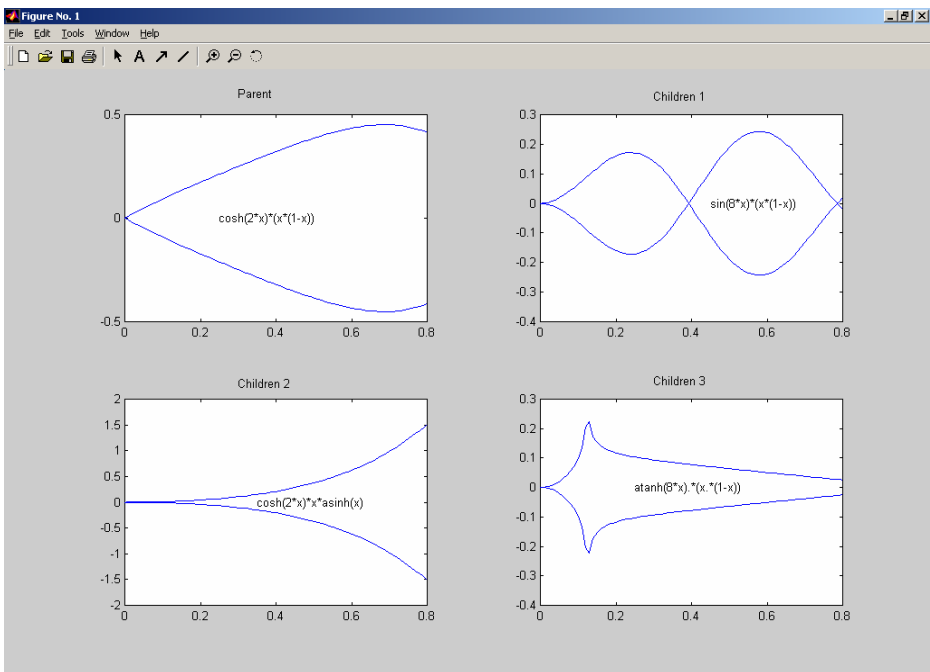 Figure No. 1
File Edit Tools Window Help
A
Parent
0.5
0
-0.5
0 0.2 0.4 0.6 0.8
cosh(2*x)*(x*(1-x))
Children 1
0.3
0.2
0.1
0
-0.1
-0.2
-0.3
-0.4
0 0.2 0.4 0.6 0.8
sin(8*x)*(x*(1-x))
Children 2
2
1.5
1
0.5
0
-0.5
-1
-1.5
-2
0 0.2 0.4 0.6 0.8
cosh(2*x)*x*asinh(x)
Children 3
0.3
0.2
0.1
0
-0.1
-0.2
-0.3
-0.4
0 0.2 0.4 0.6 0.8
atanh(8*x).*(x.*(1-x))